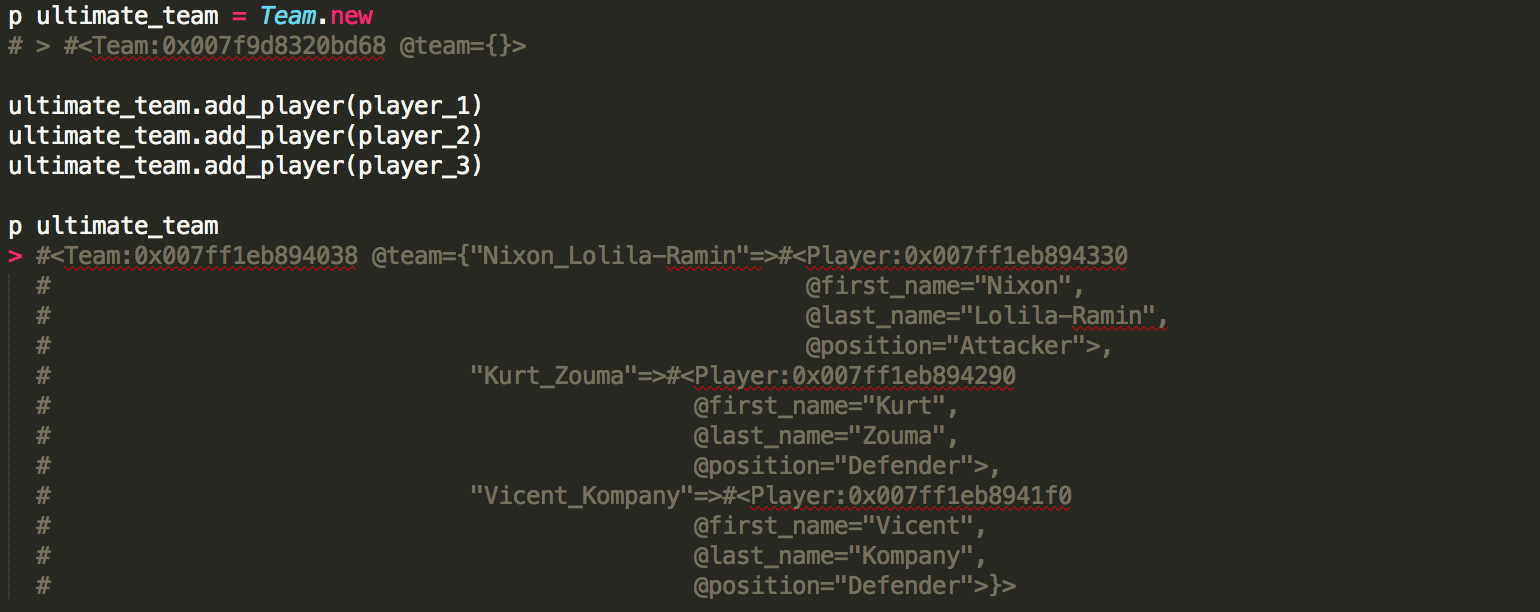 p ultimate_team = Team.new
# > #<Team:0x007f9d8320bd68 @team={}>
ultimate_team.add_player(player_1)
ultimate_team.add_player(player_2)
ultimate_team.add_player(player_3)
p ultimate_team
> #<Team:0x007ff1eb894038 @team={"Nixon_Lolila-Ramin"=>#<Player:0x007ff1eb894330
# @first_name="Nixon",
# @last_name="Lolila-Ramin",
# @position="Attacker">,
# "Kurt_Zouma"=>#<Player:0x007ff1eb894290
# @first_name="Kurt",
# @last_name="Zouma",
# @position="Defender">,
# "Vicent_Kompany"=>#<Player:0x007ff1eb8941f0
# @first_name="Vicent",
# @last_name="Kompany",
# @position="Defender">}>